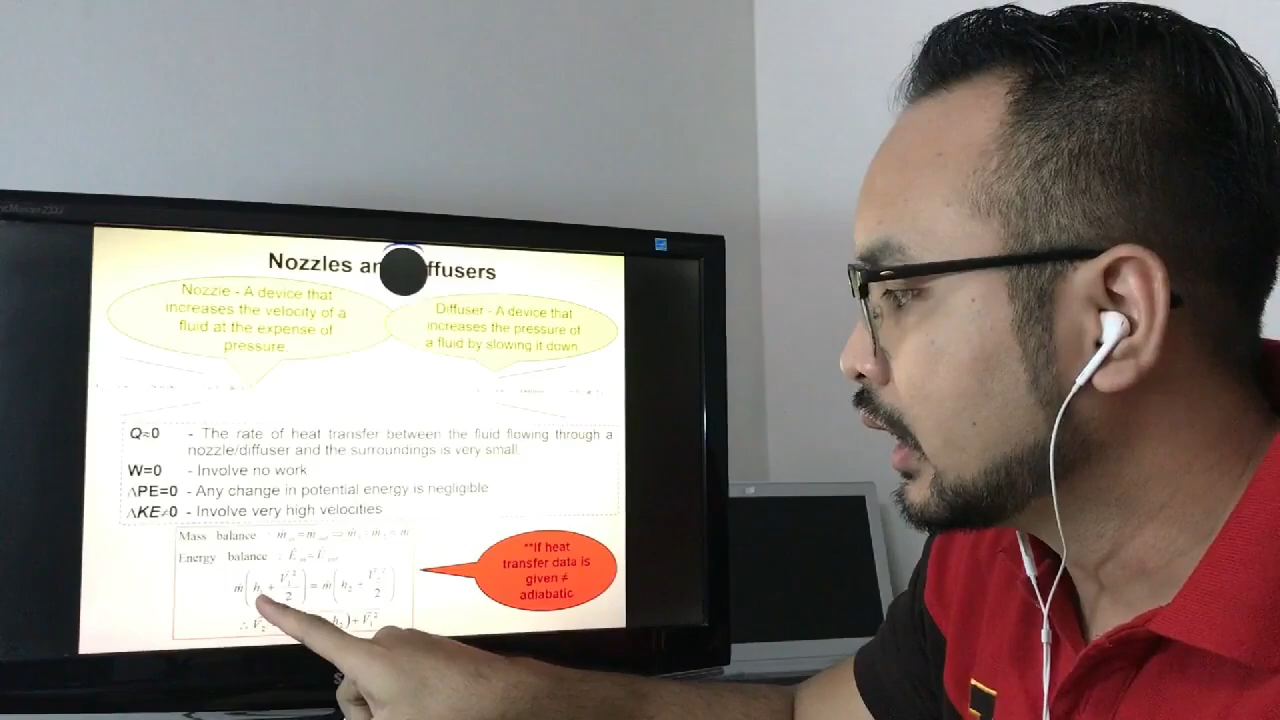 Nozzles an ffusers
Nozzle - A device that
increases the velocity of a
fluid at the expense of
pressure
Diffuser - A device that
increases the pressure of
a fluid by slowing it down
Q≈0 - The rate of heat transfer between the fluid flowing through a
nozzle/diffuser and the surroundings is very small.
W=0 - Involve no work
∆PE=0 - Any change in potential energy is negligible
∆KE≠0 - Involve very high velocities
Mass balance :
Energy balance :
**If heat
transfer data is
given ≠
adiabatic